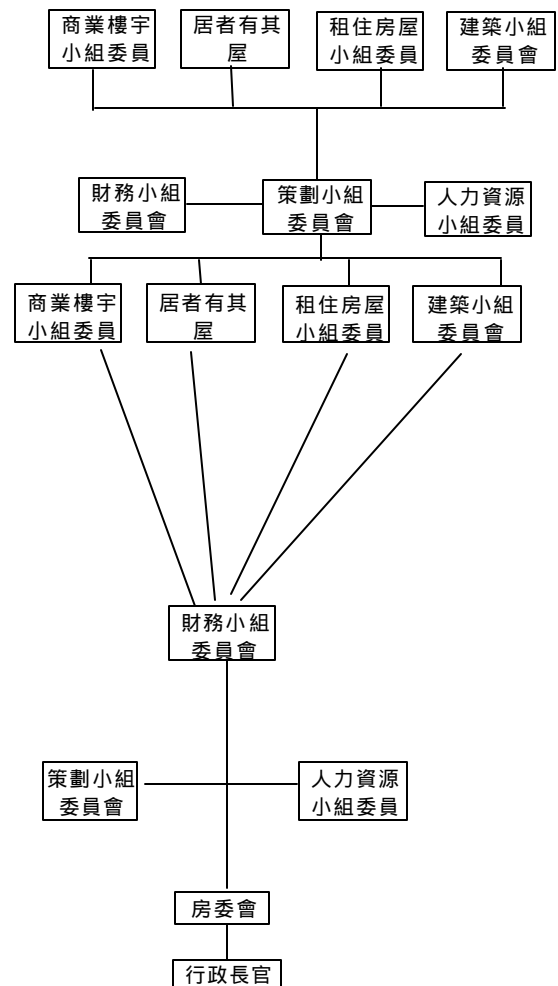 商業樓宇
小組委員
居者有其
屋
租住房屋
小組委員
建築小組
委員會
財務小組
委員會
策劃小組
委員會
人力資源
小組委員
商業樓宇
小組委員
居者有其
屋
租住房屋
小組委員
建築小組
委員會
財務小組
委員會
策劃小組
委員會
人力資源
小組委員
房委會
行政長官